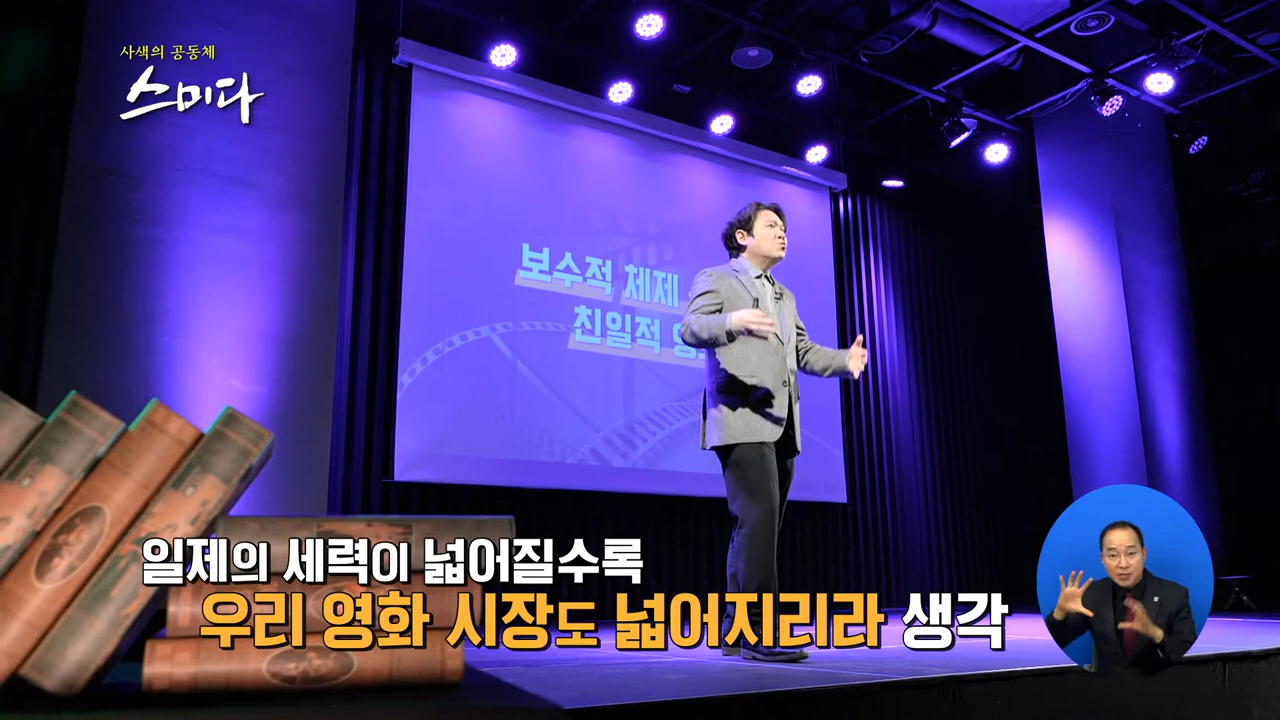 사색의 공동체
스미다
보수적 체제
친일적
일제의 세력이 넓어질수록
우리 영화 시장도 넓어지리라 생각